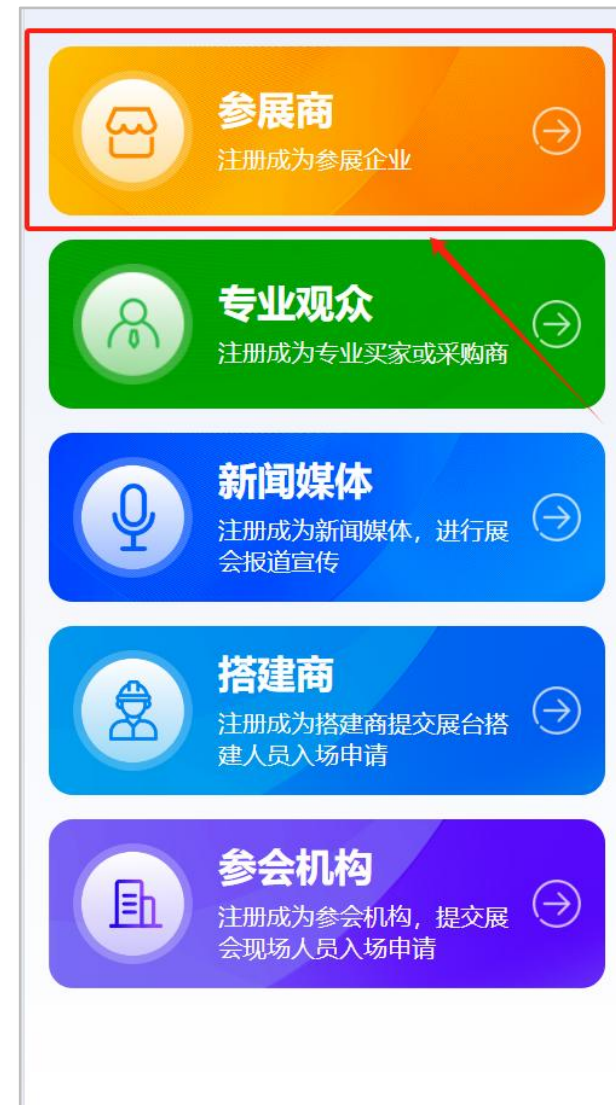 参展商
注册成为参展企业
专业观众
注册成为专业买家或采购商
新闻媒体
注册成为新闻媒体，进行展
会报道宣传
搭建商
注册成为搭建商提交展台搭
建人员入场申请
参会机构
注册成为参会机构，提交展
会现场人员入场申请